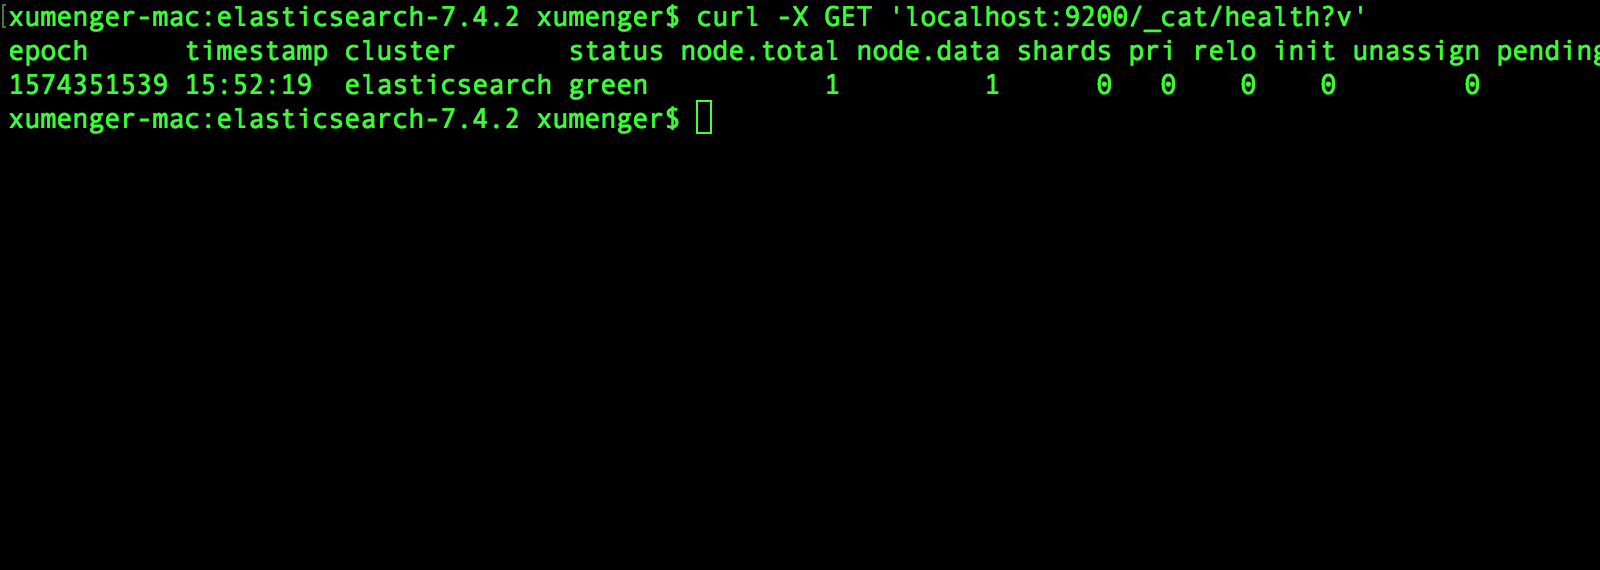 xumenger-mac:elasticsearch-7.4.2 xumenger$ curl -X GET 'localhost:9200/_cat/health?v'
epoch      timestamp cluster       status node.total node.data shards pri relo init unassign pending
1574351539 15:52:19  elasticsearch green           1         1      0   0    0    0        0
xumenger-mac:elasticsearch-7.4.2 xumenger$